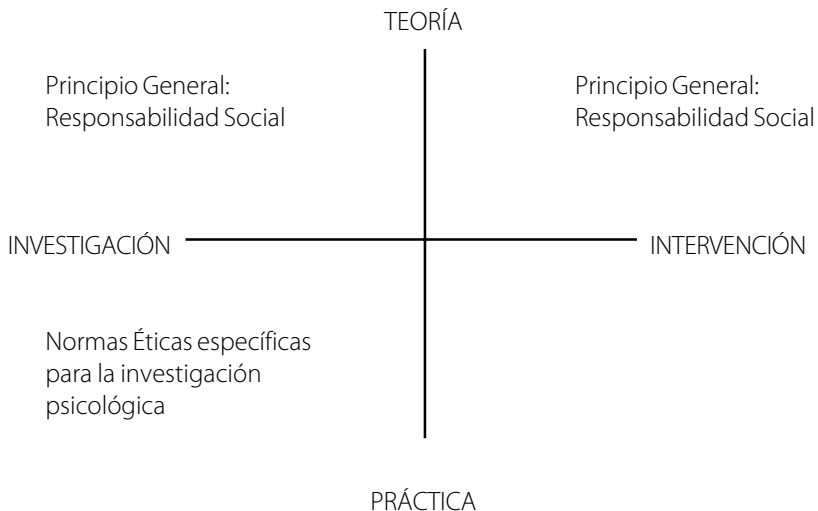 TEORÍA
Principio General:
Responsabilidad Social
Principio General:
Responsabilidad Social
INVESTIGACIÓN
INTERVENCIÓN
Normas Éticas específicas
para la investigación
psicológica
PRÁCTICA